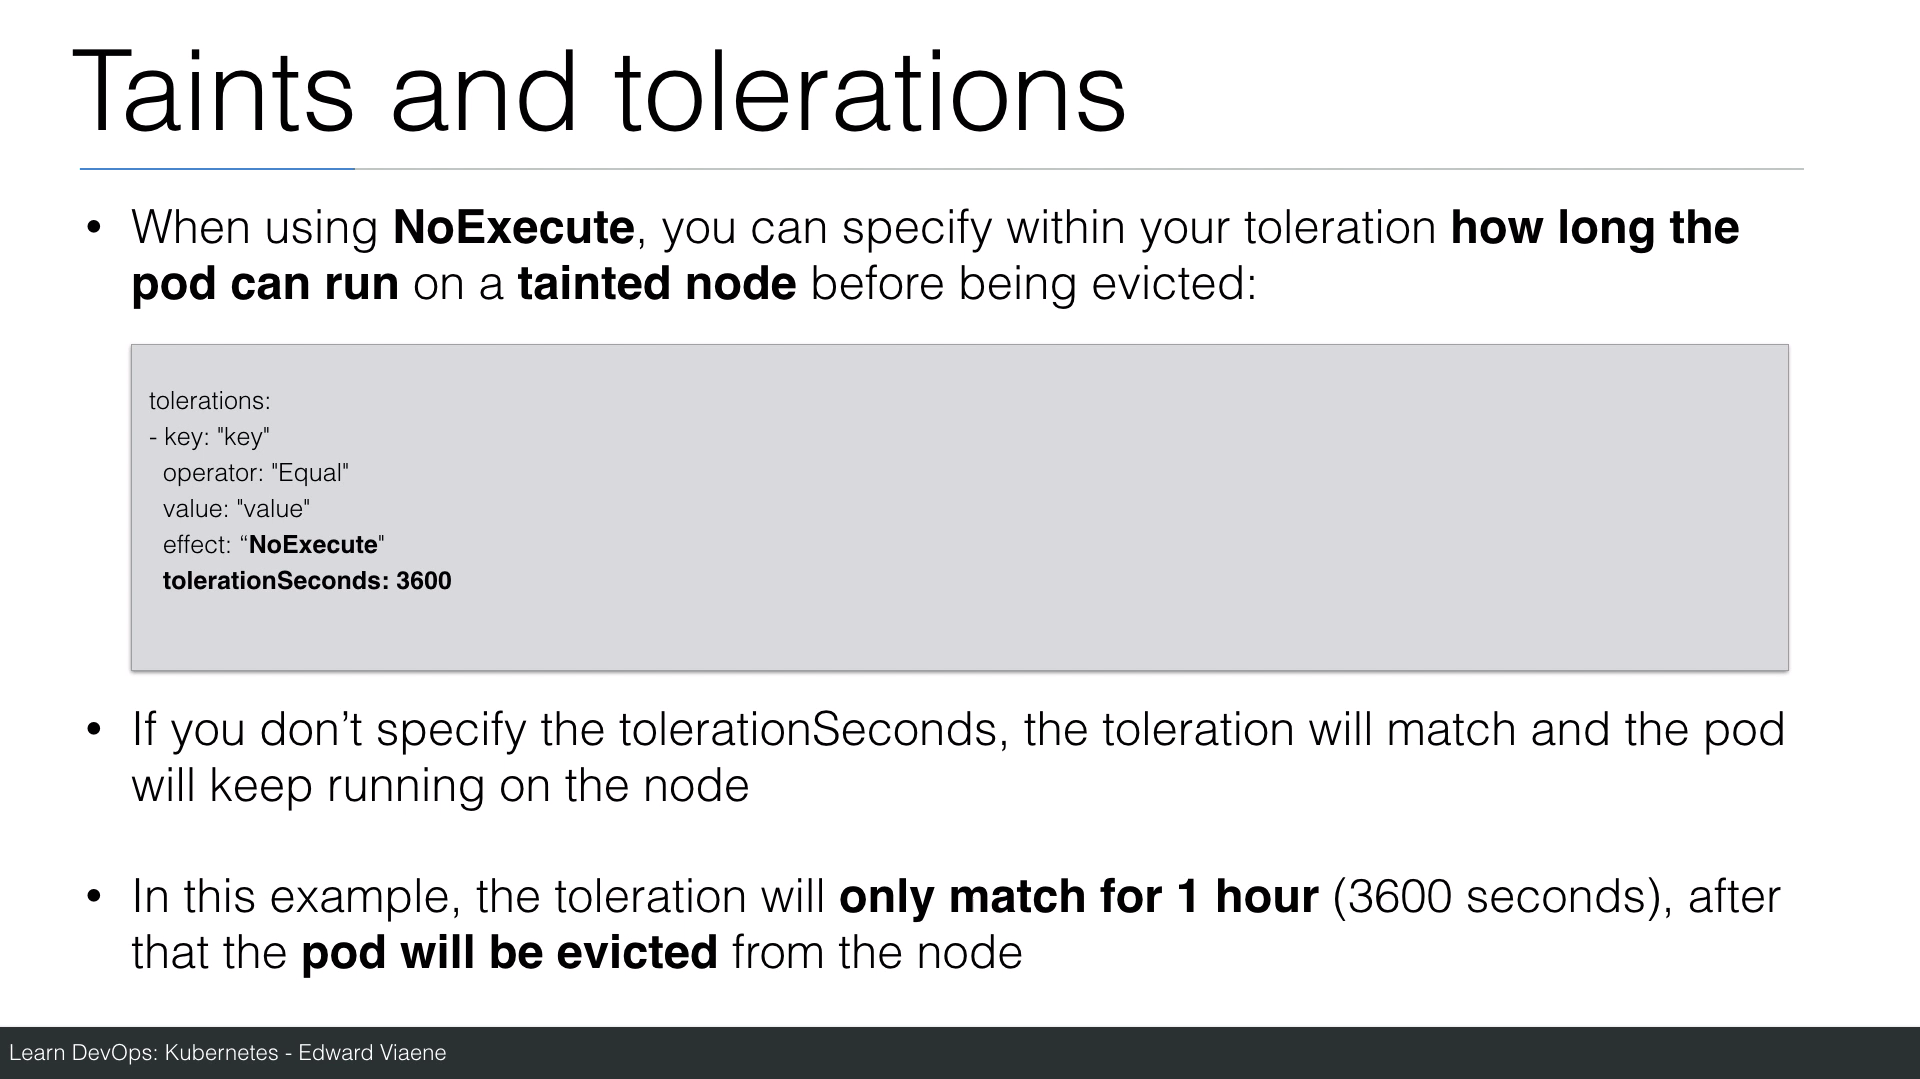 Taints and tolerations
• When using NoExecute, you can specify within your toleration how long the
pod can run on a tainted node before being evicted:
tolerations:
- key: "key"
  operator: "Equal"
  value: "value"
  effect: “NoExecute"
  tolerationSeconds: 3600
• If you don’t specify the tolerationSeconds, the toleration will match and the pod
will keep running on the node
• In this example, the toleration will only match for 1 hour (3600 seconds), after
that the pod will be evicted from the node
Learn DevOps: Kubernetes - Edward Viaene